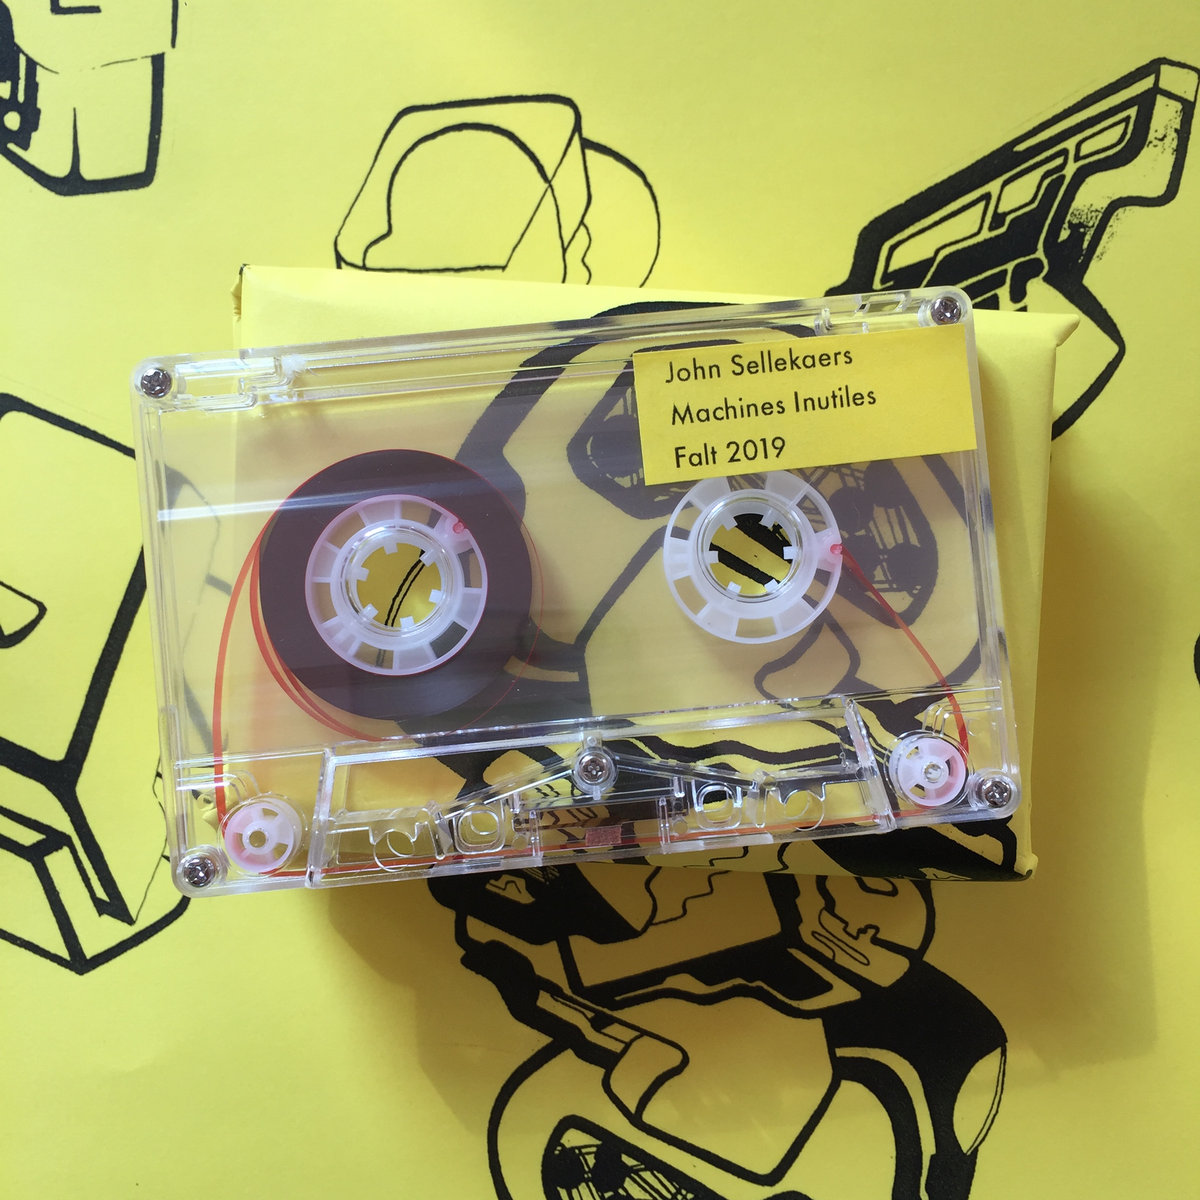 John Sellekaers
Machines Inutiles
Falt 2019